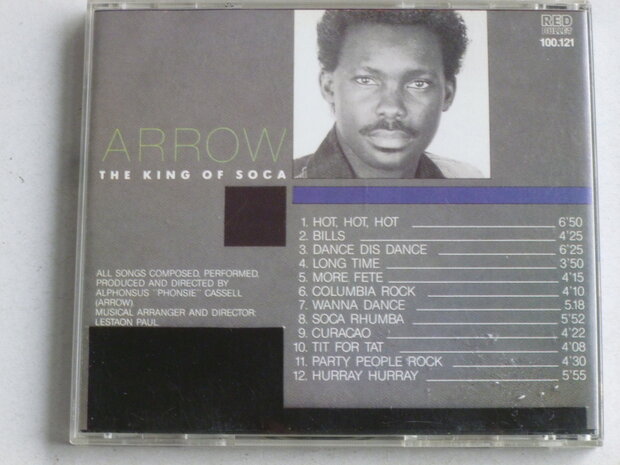 RED
BULLET
100.121
ARROW
THE KING OF SOCA
1. HOT, HOT, HOT 6'50
2. BILLS 4'25
3. DANCE DIS DANCE 6'25
4. LONG TIME 3'50
5. MORE FETE 4'15
6. COLUMBIA ROCK 4'10
7. WANNA DANCE 5.18
8. SOCA RHUMBA 5'52
9. CURACAO 4'22
10. TIT FOR TAT 4'08
11. PARTY PEOPLE ROCK 4'30
12. HURRAY HURRAY 5'55
ALL SONGS COMPOSED, PERFORMED,
PRODUCED AND DIRECTED BY
ALPHONSUS "PHONSIE" CASSELL
(ARROW).
MUSICAL ARRANGER AND DIRECTOR:
LESTAON PAUL